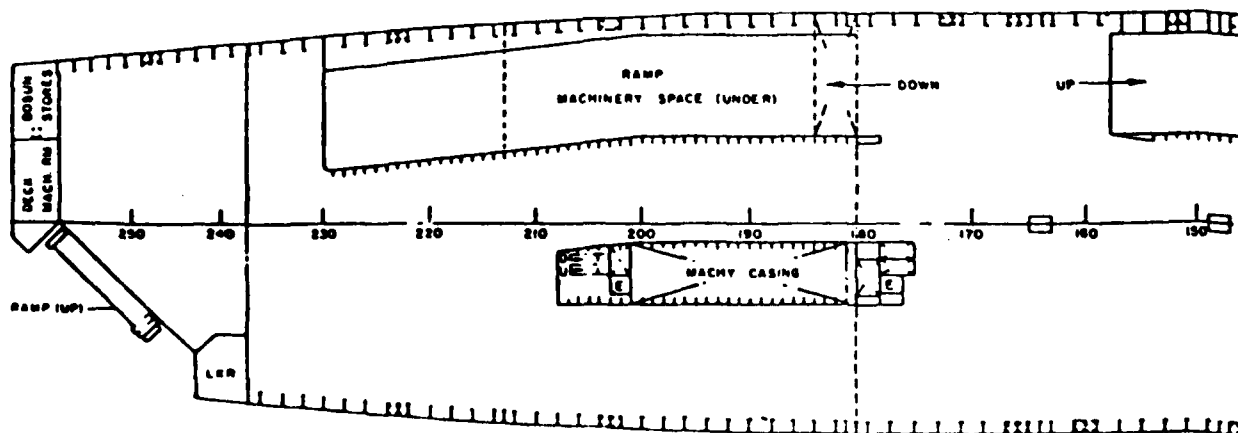 BOSUN
STORES
DECK
MACH. RM
RAMP
MACHINERY SPACE (UNDER)
DOWN
UP
250
240
230
220
210
200
190
180
170
160
150
MACHY CASING
E
E
RAMP (UP)
LKR